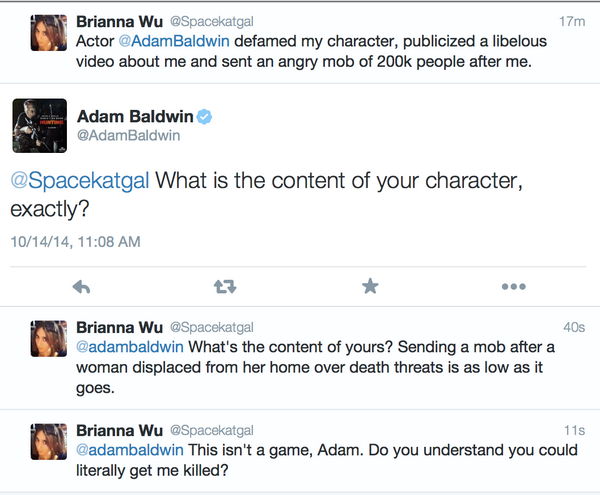 Brianna Wu @Spacekatgal 17m
Actor @AdamBaldwin defamed my character, publicized a libelous
video about me and sent an angry mob of 200k people after me.
Adam Baldwin
@AdamBaldwin
@Spacekatgal What is the content of your character,
exactly?
10/14/14, 11:08 AM
Brianna Wu @Spacekatgal 40s
@adambaldwin What's the content of yours? Sending a mob after a
woman displaced from her home over death threats is as low as it
goes.
Brianna Wu @Spacekatgal 11s
@adambaldwin This isn't a game, Adam. Do you understand you could
literally get me killed?